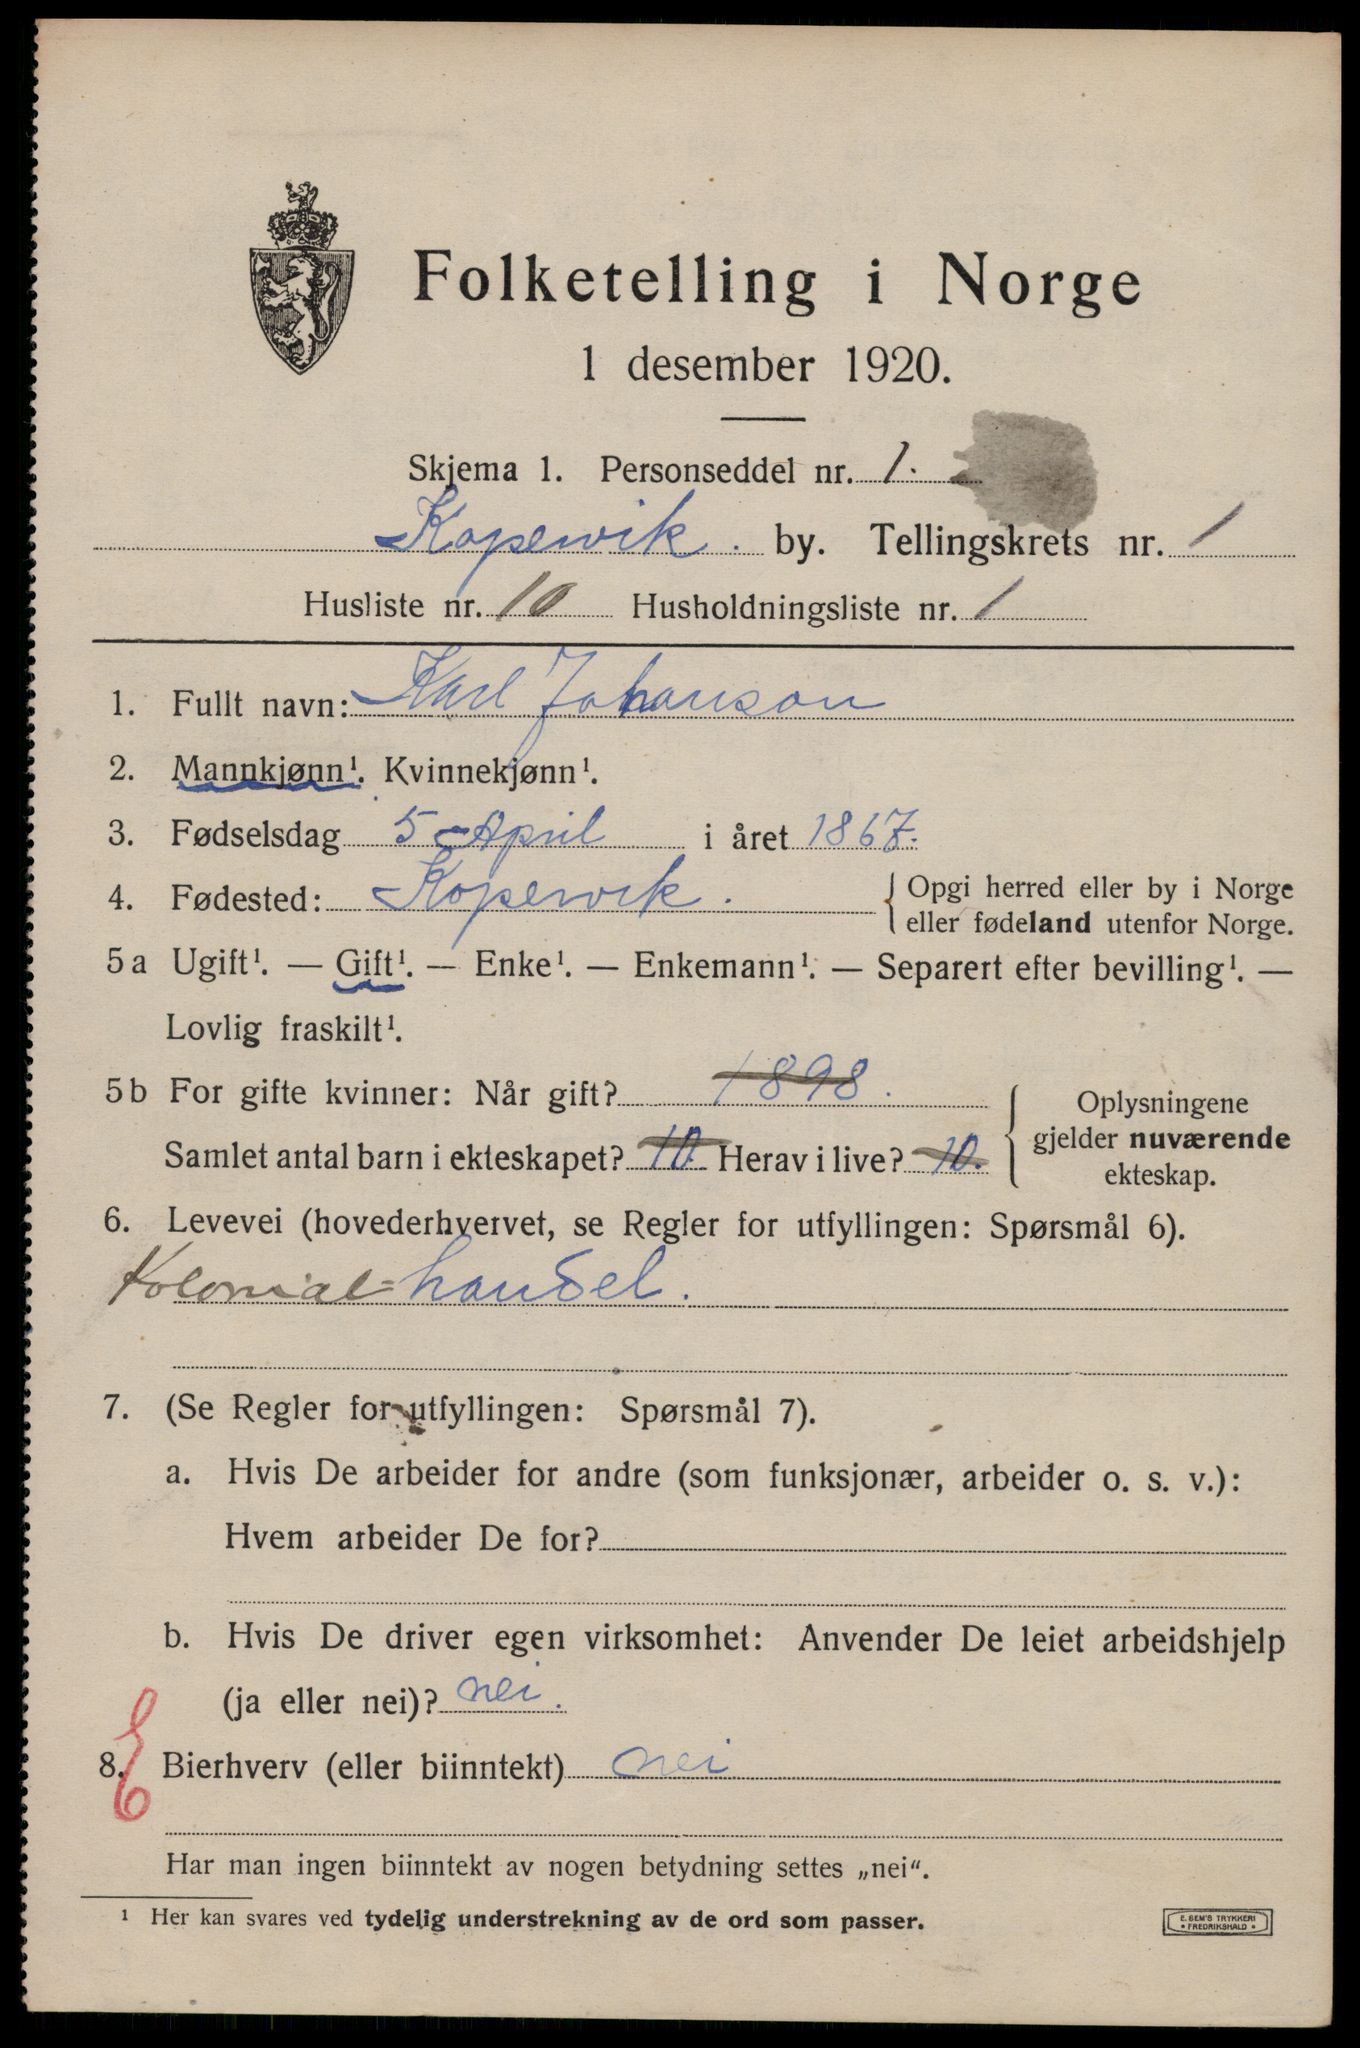 Folketelling i Norge
1 desember 1920.
Skjema 1. Personseddel nr. 1.
Kopervik. by. Tellingskrets nr. 1
Husliste nr. 10 Husholdningsliste nr. 1
1. Fullt navn: Karl Johanson
2. Mannkjønn¹. Kvinnekjønn¹.
3. Fødselsdag 5 April i året 1867.
4. Fødested: Kopervik. Opgi herred eller by i Norge
eller fødeland utenfor Norge.
5a Ugift¹. — Gift¹. — Enke¹. — Enkemann¹. — Separert efter bevilling¹. —
Lovlig fraskilt¹.
5b For gifte kvinner: Når gift? 1898.
Samlet antal barn i ekteskapet? 10 Herav i live? 10.
Oplysningene
gjelder nuværende
ekteskap.
6. Levevei (hovederhvervet, se Regler for utfyllingen: Spørsmål 6).
Kolonial=handel.
7. (Se Regler for utfyllingen: Spørsmål 7).
a. Hvis De arbeider for andre (som funksjonær, arbeider o. s. v.):
Hvem arbeider De for?
b. Hvis De driver egen virksomhet: Anvender De leiet arbeidshjelp
(ja eller nei)? nei.
8. Bierhverv (eller biinntekt) nei
Har man ingen biinntekt av nogen betydning settes „nei“.
¹ Her kan svares ved tydelig understrekning av de ord som passer.
E. SEM'S TRYKKERI
• FREDRIKSHALD •